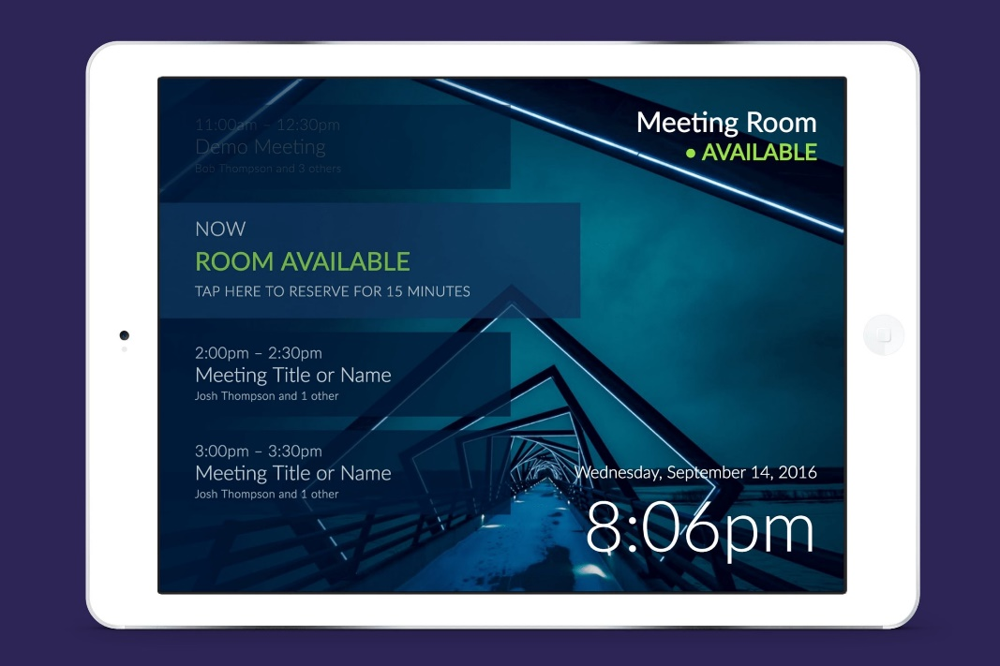 11:00am – 12:30pm
Demo Meeting
Bob Thompson and 3 others
Meeting Room
• AVAILABLE
NOW
ROOM AVAILABLE
TAP HERE TO RESERVE FOR 15 MINUTES
2:00pm – 2:30pm
Meeting Title or Name
Josh Thompson and 1 other
3:00pm – 3:30pm
Meeting Title or Name
Josh Thompson and 1 other
Wednesday, September 14, 2016
8:06pm